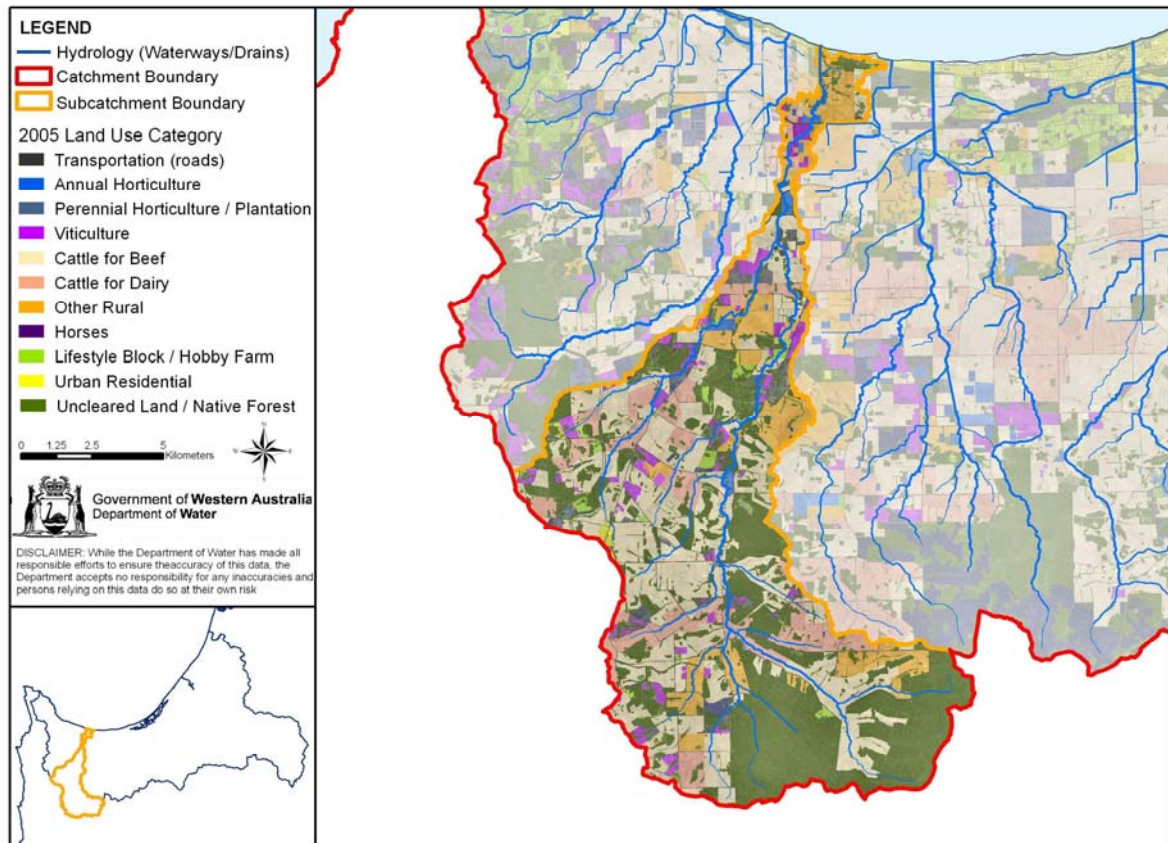 LEGEND
Hydrology (Waterways/Drains)
Catchment Boundary
Subcatchment Boundary
2005 Land Use Category
Transportation (roads)
Annual Horticulture
Perennial Horticulture / Plantation
Viticulture
Cattle for Beef
Cattle for Dairy
Other Rural
Horses
Lifestyle Block / Hobby Farm
Urban Residential
Uncleared Land / Native Forest
0 1.25 2.5 5
Kilometers
N
W E
S
Government of Western Australia
Department of Water
DISCLAIMER: While the Department of Water has made all
responsible efforts to ensure theaccuracy of this data, the
Department accepts no responsibility for any inaccuracies and
persons relying on this data do so at their own risk